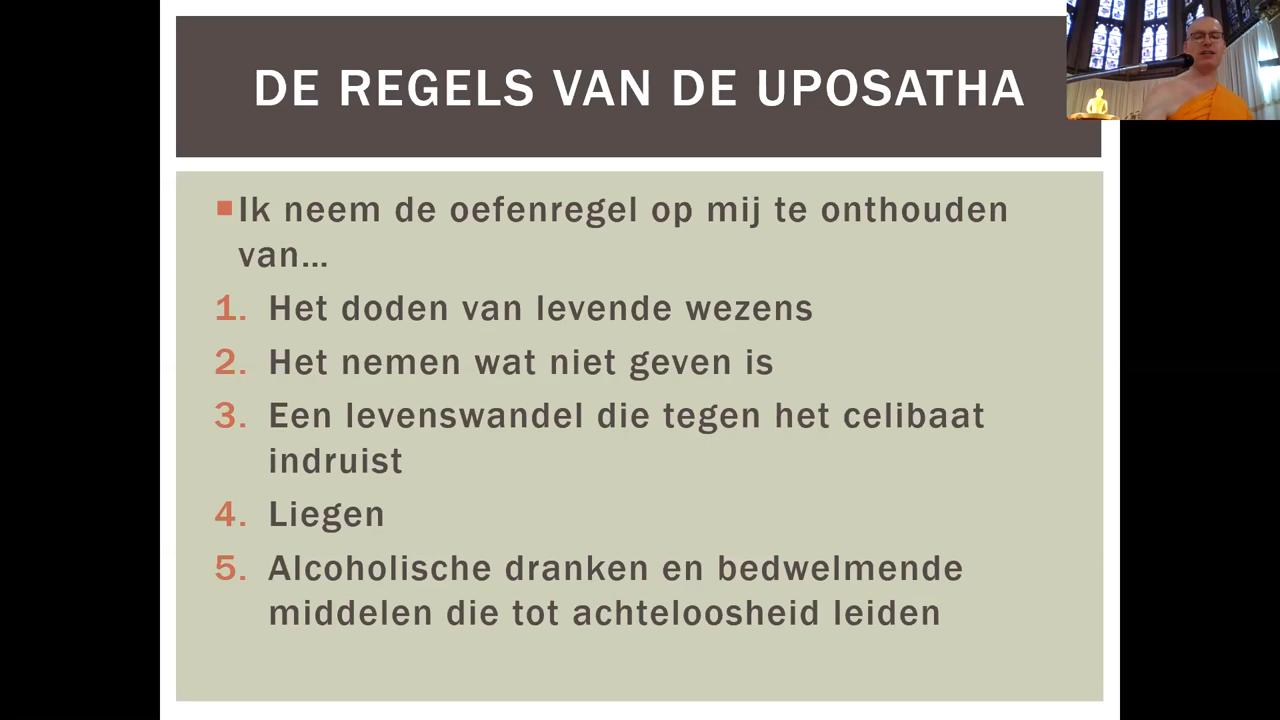 DE REGELS VAN DE UPOSATHA
▪Ik neem de oefenregel op mij te onthouden
van…
1. Het doden van levende wezens
2. Het nemen wat niet geven is
3. Een levenswandel die tegen het celibaat
indruist
4. Liegen
5. Alcoholische dranken en bedwelmende
middelen die tot achteloosheid leiden